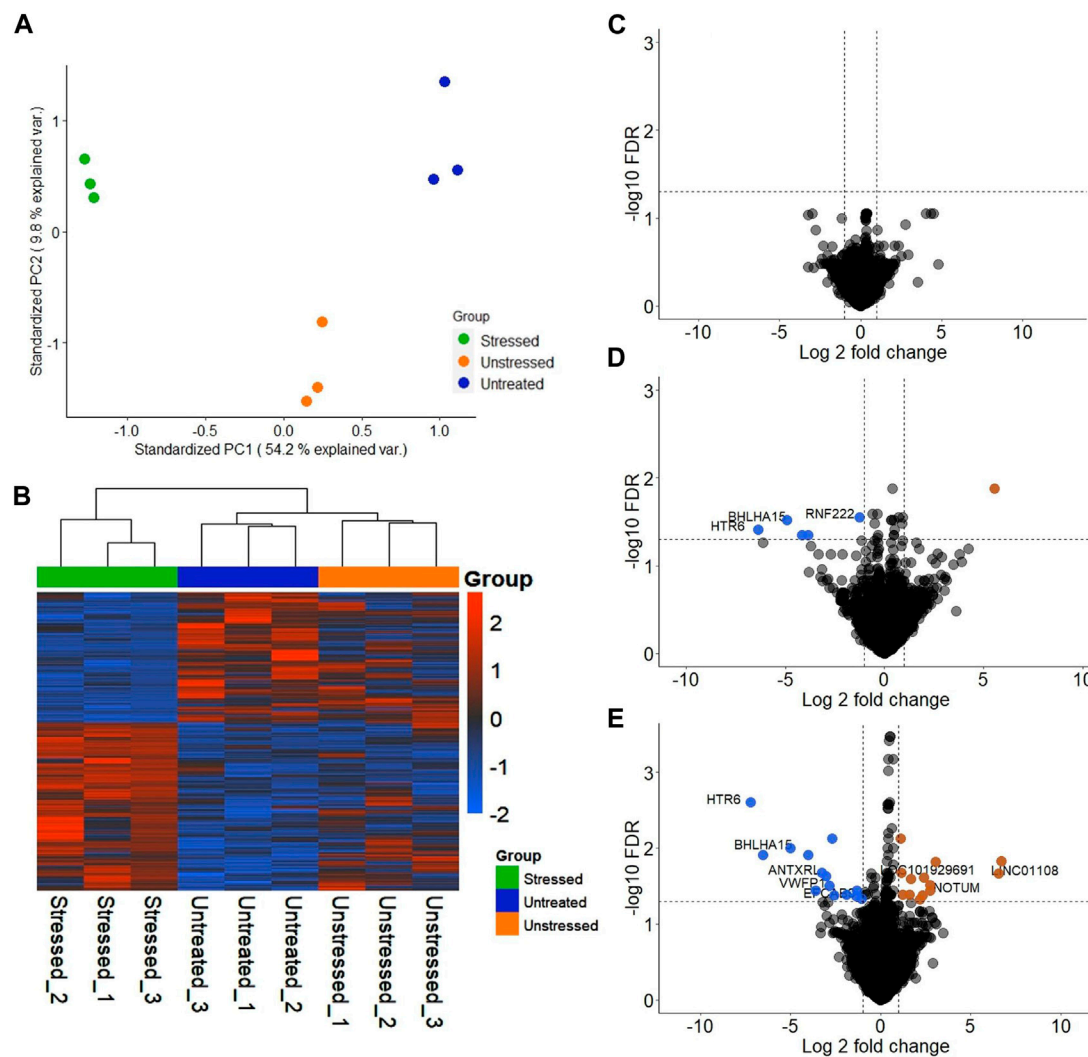 A
Standardized PC2 ( 9.8 % explained var.)
1
0
-1
-1.0 -0.5 0.0 0.5 1.0
Standardized PC1 ( 54.2 % explained var.)
Group
Stressed
Unstressed
Untreated
B
Group
2
1
0
-1
-2
Group
Stressed
Untreated
Unstressed
Stressed_2
Stressed_1
Stressed_3
Untreated_3
Untreated_1
Untreated_2
Unstressed_1
Unstressed_2
Unstressed_3
C
-log10 FDR
3
2
1
0
-10 -5 0 5 10
Log 2 fold change
D
-log10 FDR
3
2
1
0
RNF222
BHLHA15
HTR6
-10 -5 0 5 10
Log 2 fold change
E
-log10 FDR
3
2
1
0
HTR6
BHLHA15
ANTXRL
VWFP1
NOTUM
LINC01108
-10 -5 0 5 10
Log 2 fold change